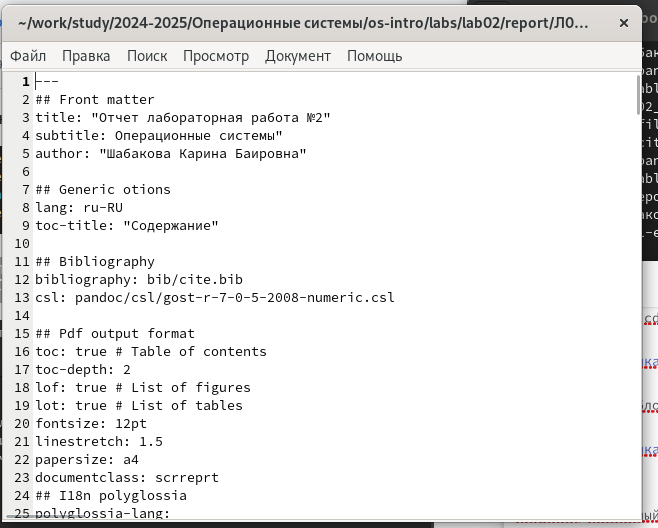 ~/work/study/2024-2025/Операционные системы/os-intro/labs/lab02/report/Л0...
Файл Правка Поиск Просмотр Документ Помощь
1 ---
2 ## Front matter
3 title: "Отчет лабораторная работа №2"
4 subtitle: Операционные системы"
5 author: "Шабакова Карина Баировна"
6
7 ## Generic otions
8 lang: ru-RU
9 toc-title: "Содержание"
10
11 ## Bibliography
12 bibliography: bib/cite.bib
13 csl: pandoc/csl/gost-r-7-0-5-2008-numeric.csl
14
15 ## Pdf output format
16 toc: true # Table of contents
17 toc-depth: 2
18 lof: true # List of figures
19 lot: true # List of tables
20 fontsize: 12pt
21 linestretch: 1.5
22 papersize: a4
23 documentclass: scrreprt
24 ## I18n polyglossia
25 polyglossia-lang: